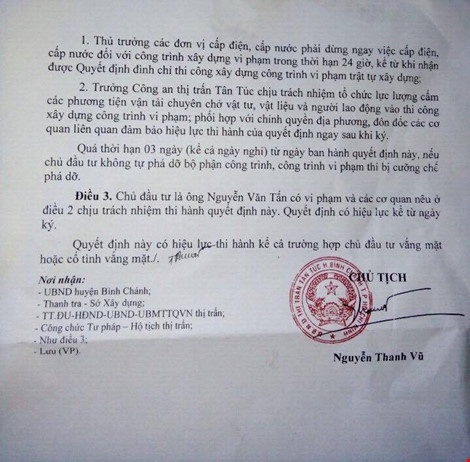 1. Thủ trưởng các đơn vị cấp điện, cấp nước phải dừng ngay việc cấp điện,
cấp nước đối với công trình xây dựng vi phạm trong thời hạn 24 giờ, kể từ khi nhận
được Quyết định đình chỉ thi công xây dựng công trình vi phạm trật tự xây dựng;
2. Trưởng Công an thị trấn Tân Túc chịu trách nhiệm tổ chức lực lượng cấm
các phương tiện vận tải chuyên chở vật tư, vật liệu và người lao động vào thi công
xây dựng công trình vi phạm; phối hợp với chính quyền địa phương, đôn đốc các cơ
quan liên quan đảm bảo hiệu lực thi hành của quyết định ngay sau khi ký.
Quá thời hạn 03 ngày (kể cả ngày nghỉ) từ ngày ban hành quyết định này, nếu
chủ đầu tư không tự phá dỡ bộ phận công trình, công trình vi phạm thì bị cưỡng chế
phá dỡ.
Điều 3. Chủ đầu tư là ông Nguyễn Văn Tấn có vi phạm và các cơ quan nêu ở
điều 2 chịu trách nhiệm thi hành quyết định này. Quyết định có hiệu lực kể từ ngày
ký.
Quyết định này có hiệu lực thi hành kể cả trường hợp chủ đầu tư vắng mặt
hoặc cố tình vắng mặt./.
Nơi nhận:
- UBND huyện Bình Chánh;
- Thanh tra - Sở Xây dựng;
- TT.ĐU-HĐND-UBND-UBMTTQVN thị trấn;
- Công chức Tư pháp – Hộ tịch thị trấn;
- Như điều 3;
- Lưu (VP).
CHỦ TỊCH
U.B.N.D THỊ TRẤN TÂN TÚC H.BÌNH CHÁNH T.P HỒ CHÍ MINH
Nguyễn Thanh Vũ